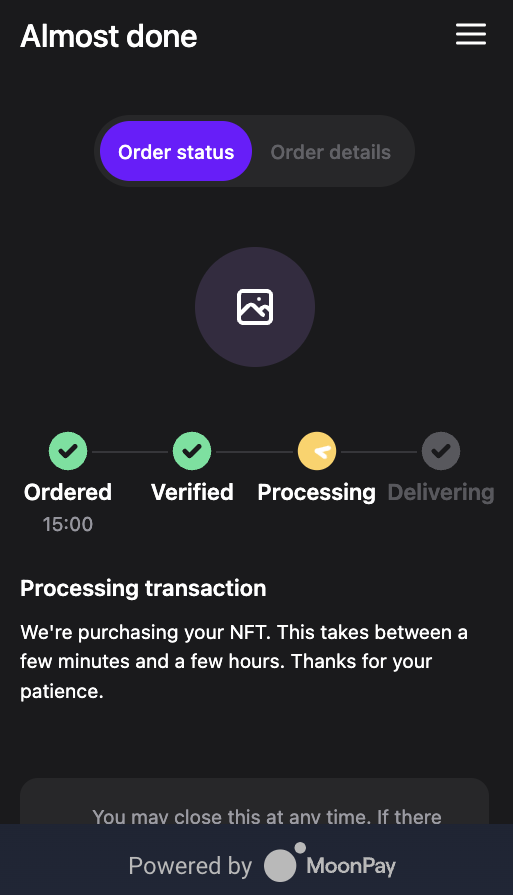 Almost done
Order status Order details
Ordered Verified Processing Delivering
15:00
Processing transaction
We're purchasing your NFT. This takes between a
few minutes and a few hours. Thanks for your
patience.
You may close this at any time. If there
Powered by MoonPay